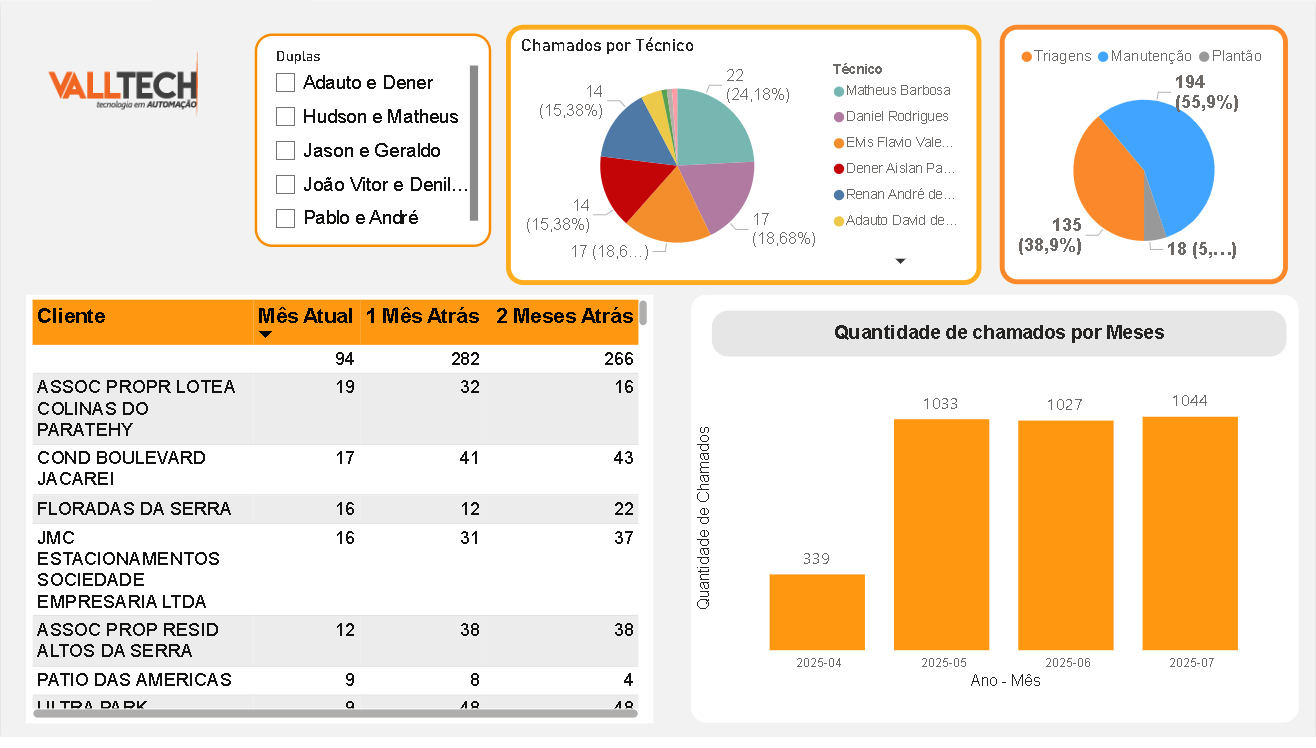 VALLTECH
tecnologia em AUTOMAÇÃO
Duplas
Adauto e Dener
Hudson e Matheus
Jason e Geraldo
João Vitor e Denil...
Pablo e André
Chamados por Técnico
22
(24,18%)
17
(18,68%)
17 (18,6...)
14
(15,38%)
14
(15,38%)
Técnico
Matheus Barbosa
Daniel Rodrigues
Elvis Flavio Vale...
Dener Aislan Pa...
Renan André de...
Adauto David de...
Triagens Manutenção Plantão
194
(55,9%)
135
(38,9%)
18 (5,...)
Cliente Mês Atual 1 Mês Atrás 2 Meses Atrás
94 282 266
ASSOC PROPR LOTEA 19 32 16
COLINAS DO
PARATEHY
COND BOULEVARD 17 41 43
JACAREI
FLORADAS DA SERRA 16 12 22
JMC 16 31 37
ESTACIONAMENTOS
SOCIEDADE
EMPRESARIA LTDA
ASSOC PROP RESID 12 38 38
ALTOS DA SERRA
PATIO DAS AMERICAS 9 8 4
ULTRA PARK 9 48 48
Quantidade de chamados por Meses
Quantidade de Chamados
339
1033
1027
1044
2025-04
2025-05
2025-06
2025-07
Ano - Mês